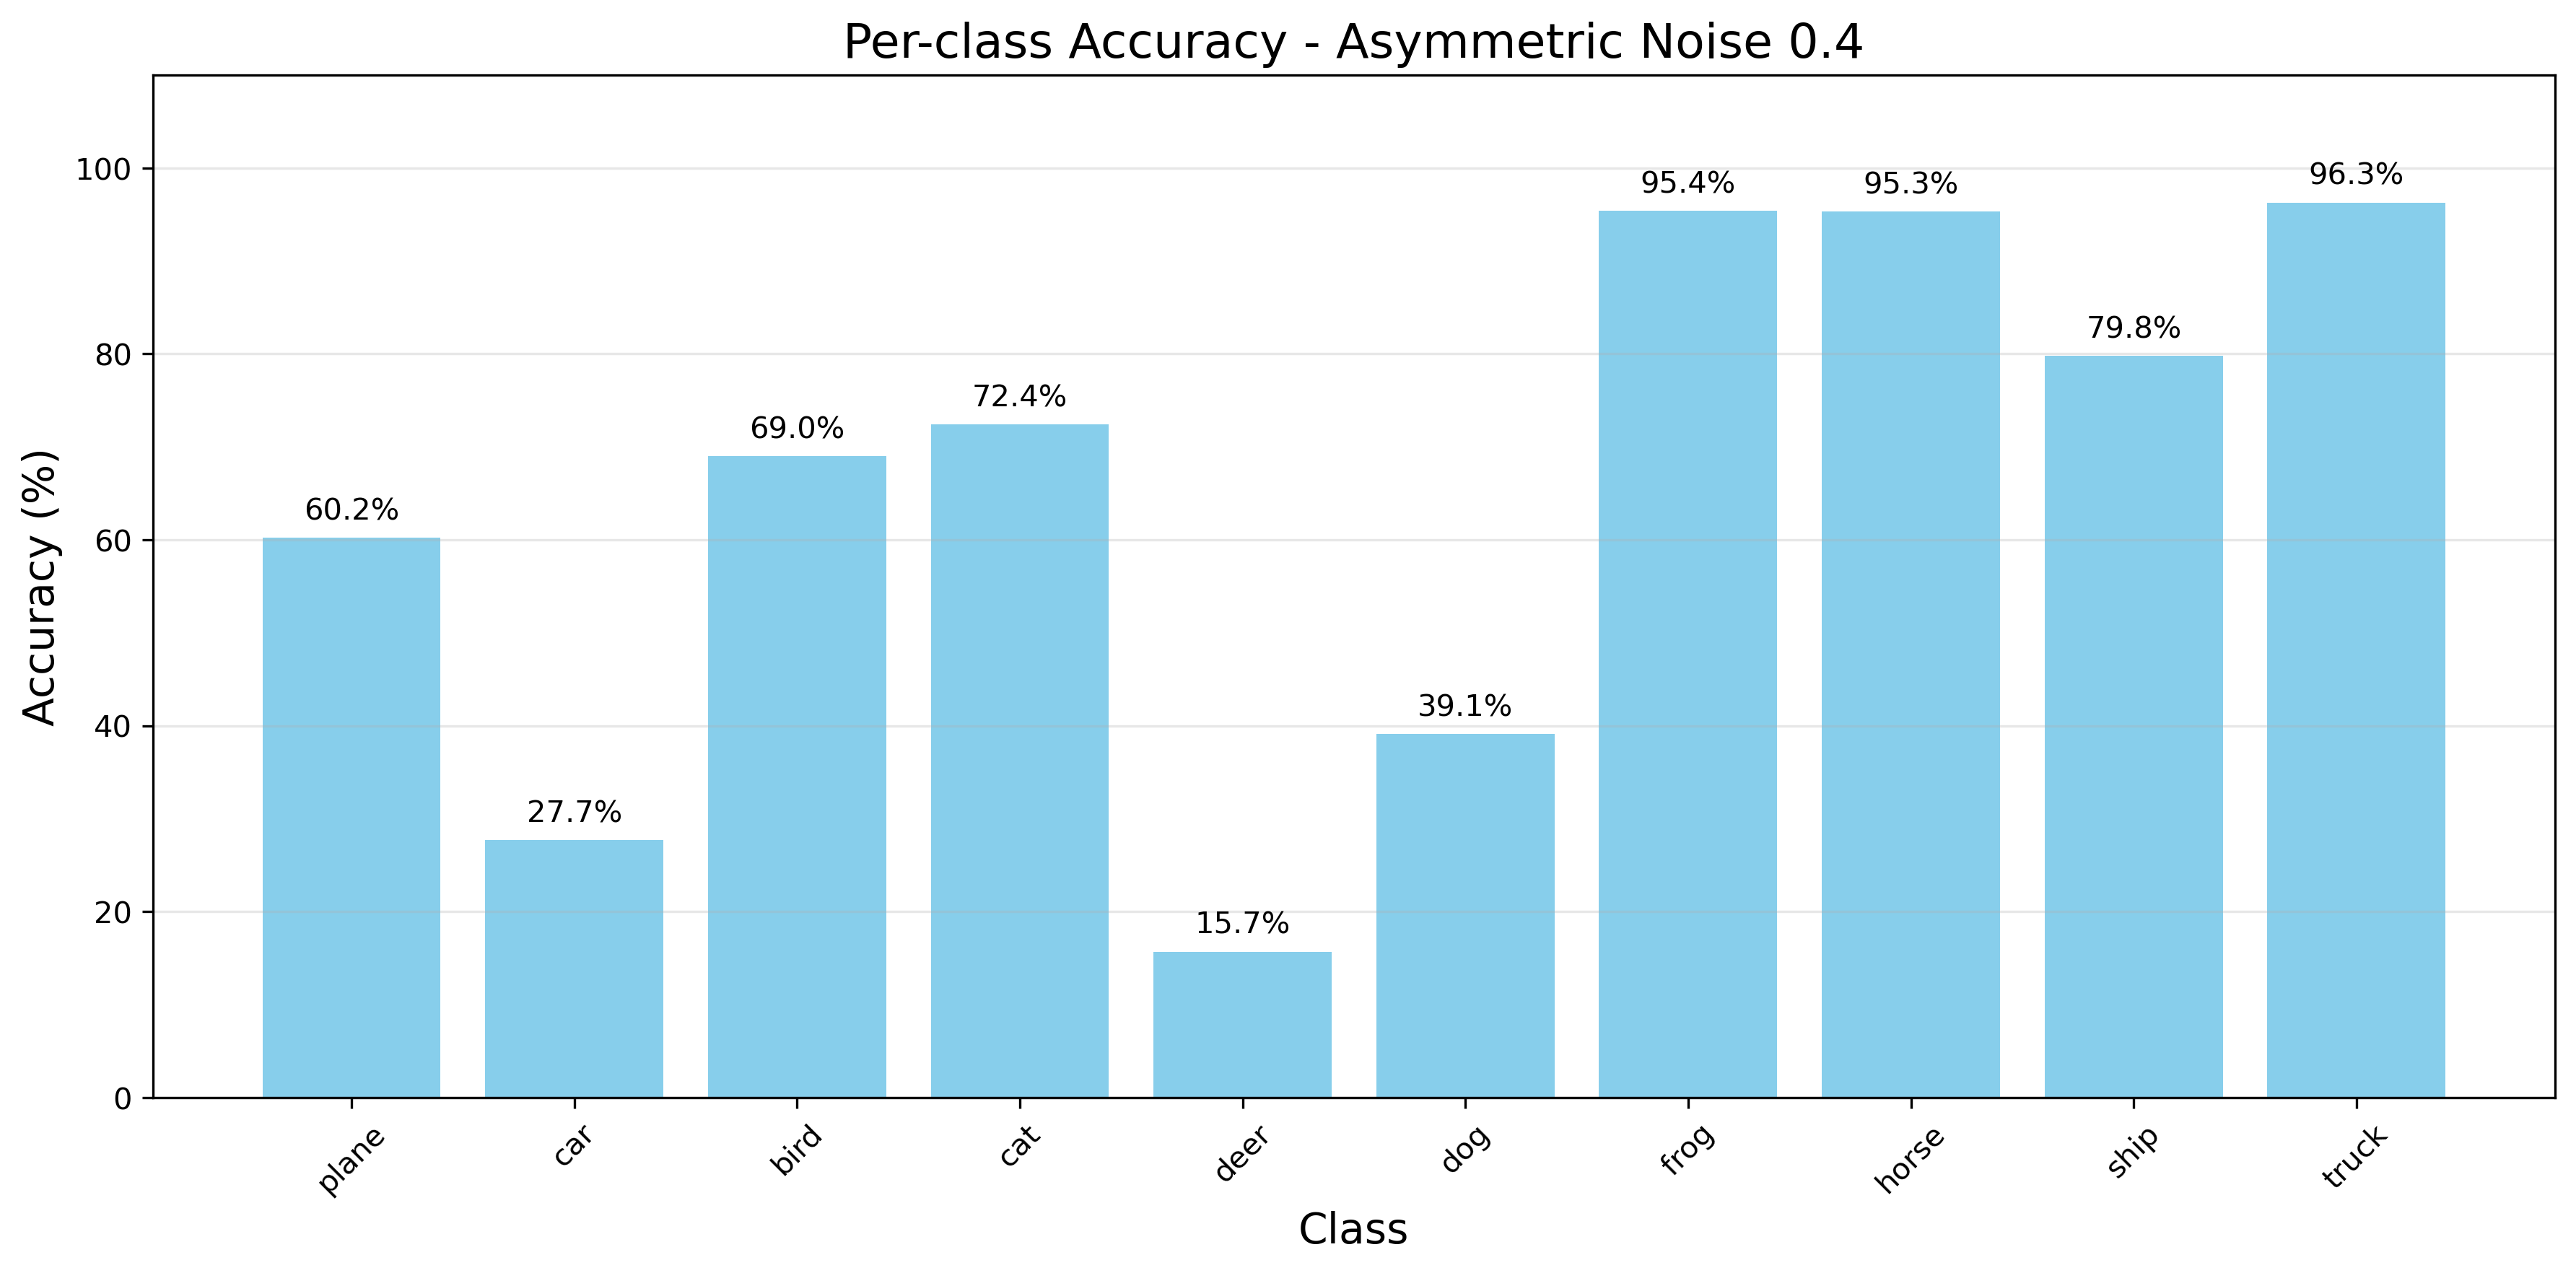 Per-class Accuracy - Asymmetric Noise 0.4
Accuracy (%)
100
80
60
40
20
0
60.2%
27.7%
69.0%
72.4%
15.7%
39.1%
95.4%
95.3%
79.8%
96.3%
plane
car
bird
cat
deer
dog
frog
horse
ship
truck
Class